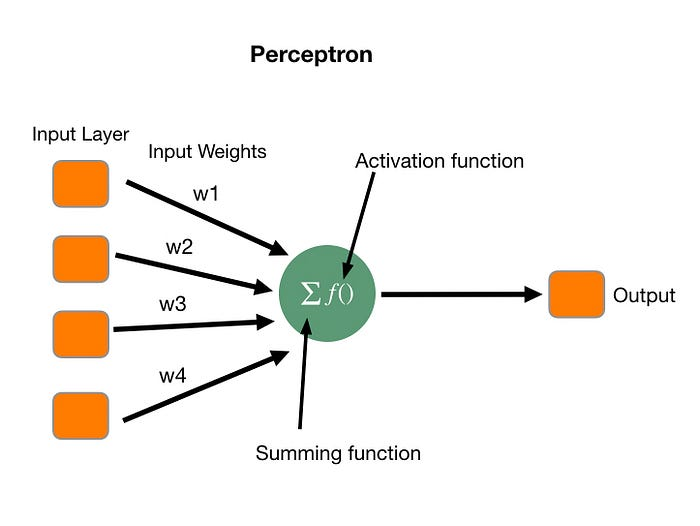 Perceptron
Input Layer
Input Weights
Activation function
w1
w2
w3
w4
Σ f()
Output
Summing function